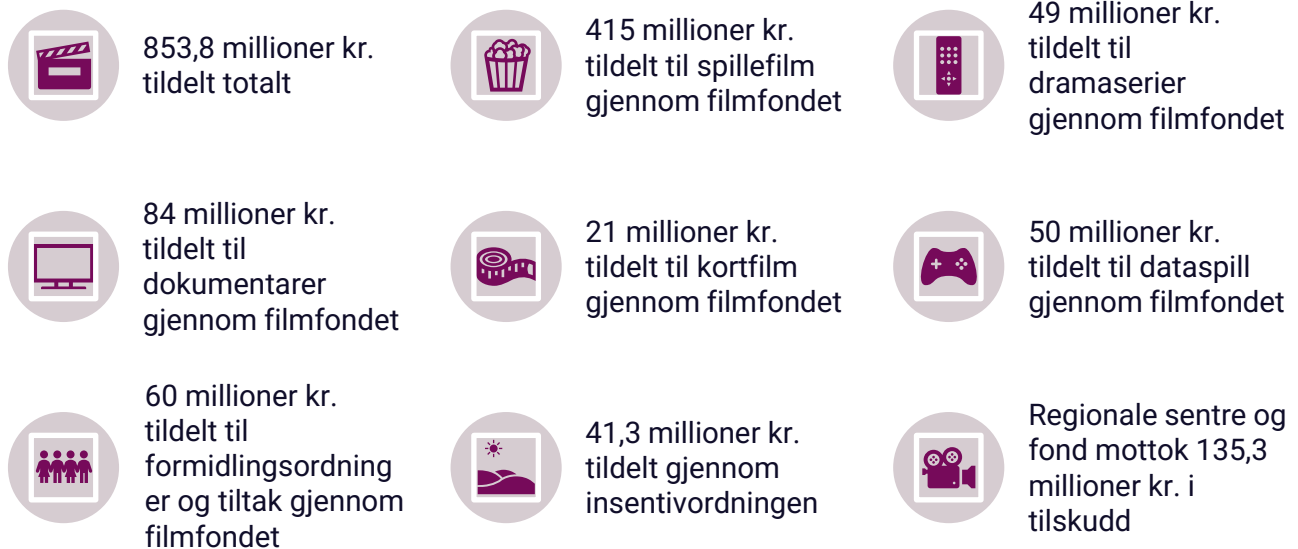 853,8 millioner kr.
tildelt totalt
415 millioner kr.
tildelt til spillefilm
gjennom filmfondet
49 millioner kr.
tildelt til
dramaserier
gjennom filmfondet
84 millioner kr.
tildelt til
dokumentarer
gjennom filmfondet
21 millioner kr.
tildelt til kortfilm
gjennom filmfondet
50 millioner kr.
tildelt til dataspill
gjennom filmfondet
60 millioner kr.
tildelt til
formidlingsordning
er og tiltak gjennom
filmfondet
41,3 millioner kr.
tildelt gjennom
insentivordningen
Regionale sentre og
fond mottok 135,3
millioner kr. i
tilskudd